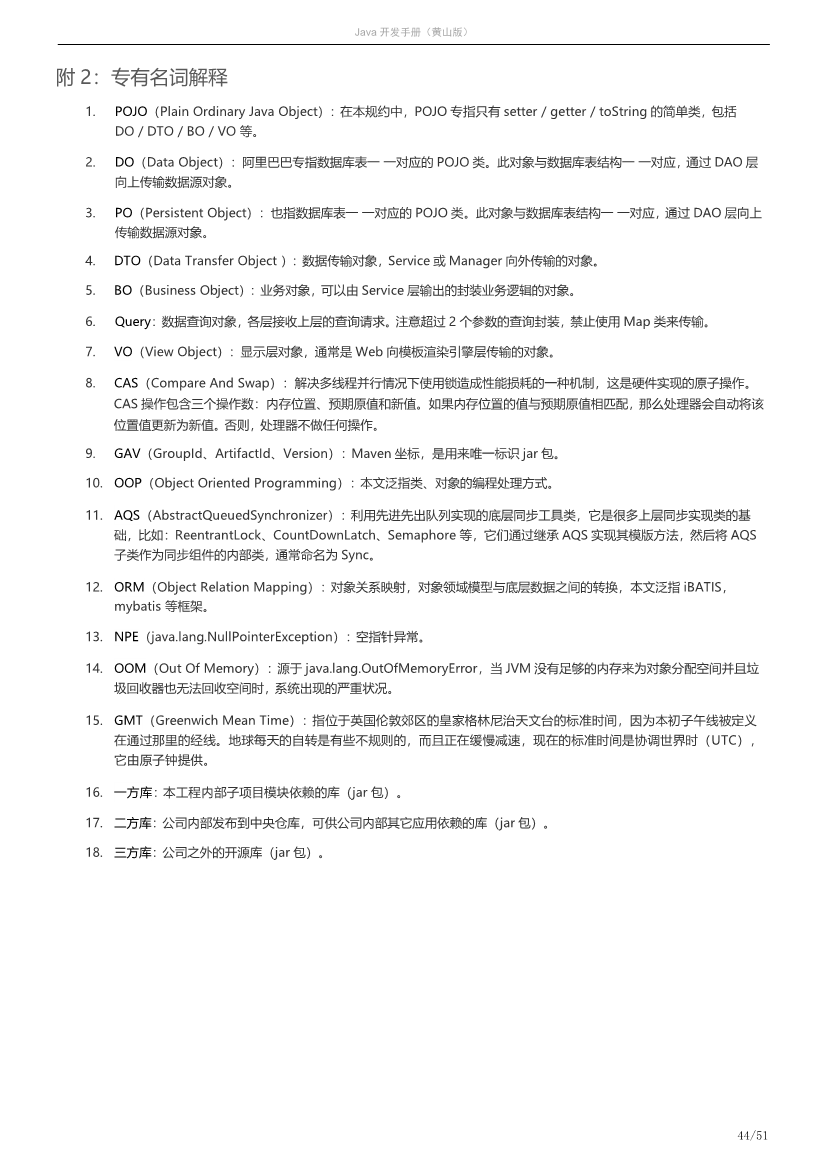 Java 开发手册（黄山版）
附 2：专有名词解释
1. POJO（Plain Ordinary Java Object）: 在本规约中，POJO 专指只有 setter / getter / toString 的简单类，包括
DO / DTO / BO / VO 等。
2. DO（Data Object）: 阿里巴巴专指数据库表一 一对应的 POJO 类。此对象与数据库表结构一 一对应，通过 DAO 层
向上传输数据源对象。
3. PO（Persistent Object）: 也指数据库表一 一对应的 POJO 类。此对象与数据库表结构一 一对应，通过 DAO 层向上
传输数据源对象。
4. DTO（Data Transfer Object ）: 数据传输对象，Service 或 Manager 向外传输的对象。
5. BO（Business Object）: 业务对象，可以由 Service 层输出的封装业务逻辑的对象。
6. Query: 数据查询对象，各层接收上层的查询请求。注意超过 2 个参数的查询封装，禁止使用 Map 类来传输。
7. VO（View Object）: 显示层对象，通常是 Web 向模板渲染引擎层传输的对象。
8. CAS（Compare And Swap）: 解决多线程并行情况下使用锁造成性能损耗的一种机制，这是硬件实现的原子操作。
CAS 操作包含三个操作数：内存位置、预期原值和新值。如果内存位置的值与预期原值相匹配，那么处理器会自动将该
位置值更新为新值。否则，处理器不做任何操作。
9. GAV（GroupId、ArtifactId、Version）: Maven 坐标，是用来唯一标识 jar 包。
10. OOP（Object Oriented Programming）: 本文泛指类、对象的编程处理方式。
11. AQS（AbstractQueuedSynchronizer）: 利用先进先出队列实现的底层同步工具类，它是很多上层同步实现类的基
础，比如：ReentrantLock、CountDownLatch、Semaphore 等，它们通过继承 AQS 实现其模版方法，然后将 AQS
子类作为同步组件的内部类，通常命名为 Sync。
12. ORM（Object Relation Mapping）: 对象关系映射，对象领域模型与底层数据之间的转换，本文泛指 iBATIS，
mybatis 等框架。
13. NPE（java.lang.NullPointerException）: 空指针异常。
14. OOM（Out Of Memory）: 源于 java.lang.OutOfMemoryError，当 JVM 没有足够的内存来为对象分配空间并且垃
圾回收器也无法回收空间时，系统出现的严重状况。
15. GMT（Greenwich Mean Time）: 指位于英国伦敦郊区的皇家格林尼治天文台的标准时间，因为本初子午线被定义
在通过那里的经线。地球每天的自转是有些不规则的，而且正在缓慢减速，现在的标准时间是协调世界时（UTC），
它由原子钟提供。
16. 一方库: 本工程内部子项目模块依赖的库（jar 包）。
17. 二方库: 公司内部发布到中央仓库，可供公司内部其它应用依赖的库（jar 包）。
18. 三方库: 公司之外的开源库（jar 包）。
44/51